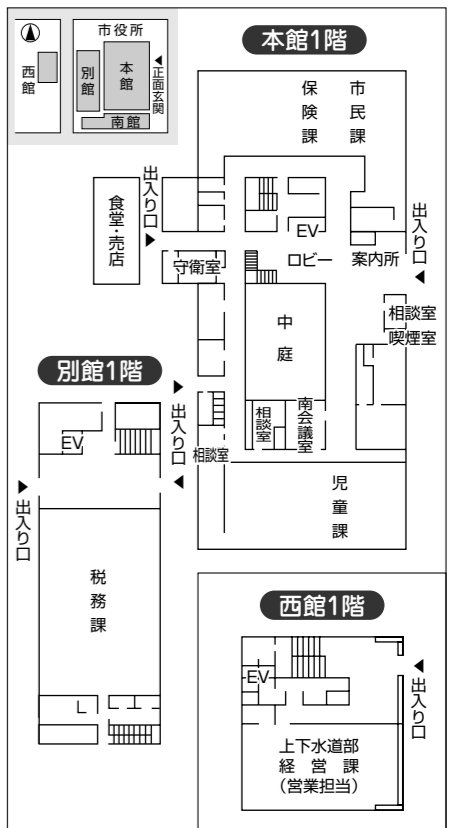 市役所
西館
別館
本館
南館
◀正面玄関
本館1階
保険課
市民課
出入り口
▶
食堂・売店
EV
ロビー
案内所
出入り口
◀
守衛室
相談室
喫煙室
中庭
相談室
南会議室
相談室
児童課
別館1階
EV
▶
出入り口
◀
▶
出入り口
税務課
西館1階
EV
◀
出入り口
上下水道部
経営課
(営業担当)